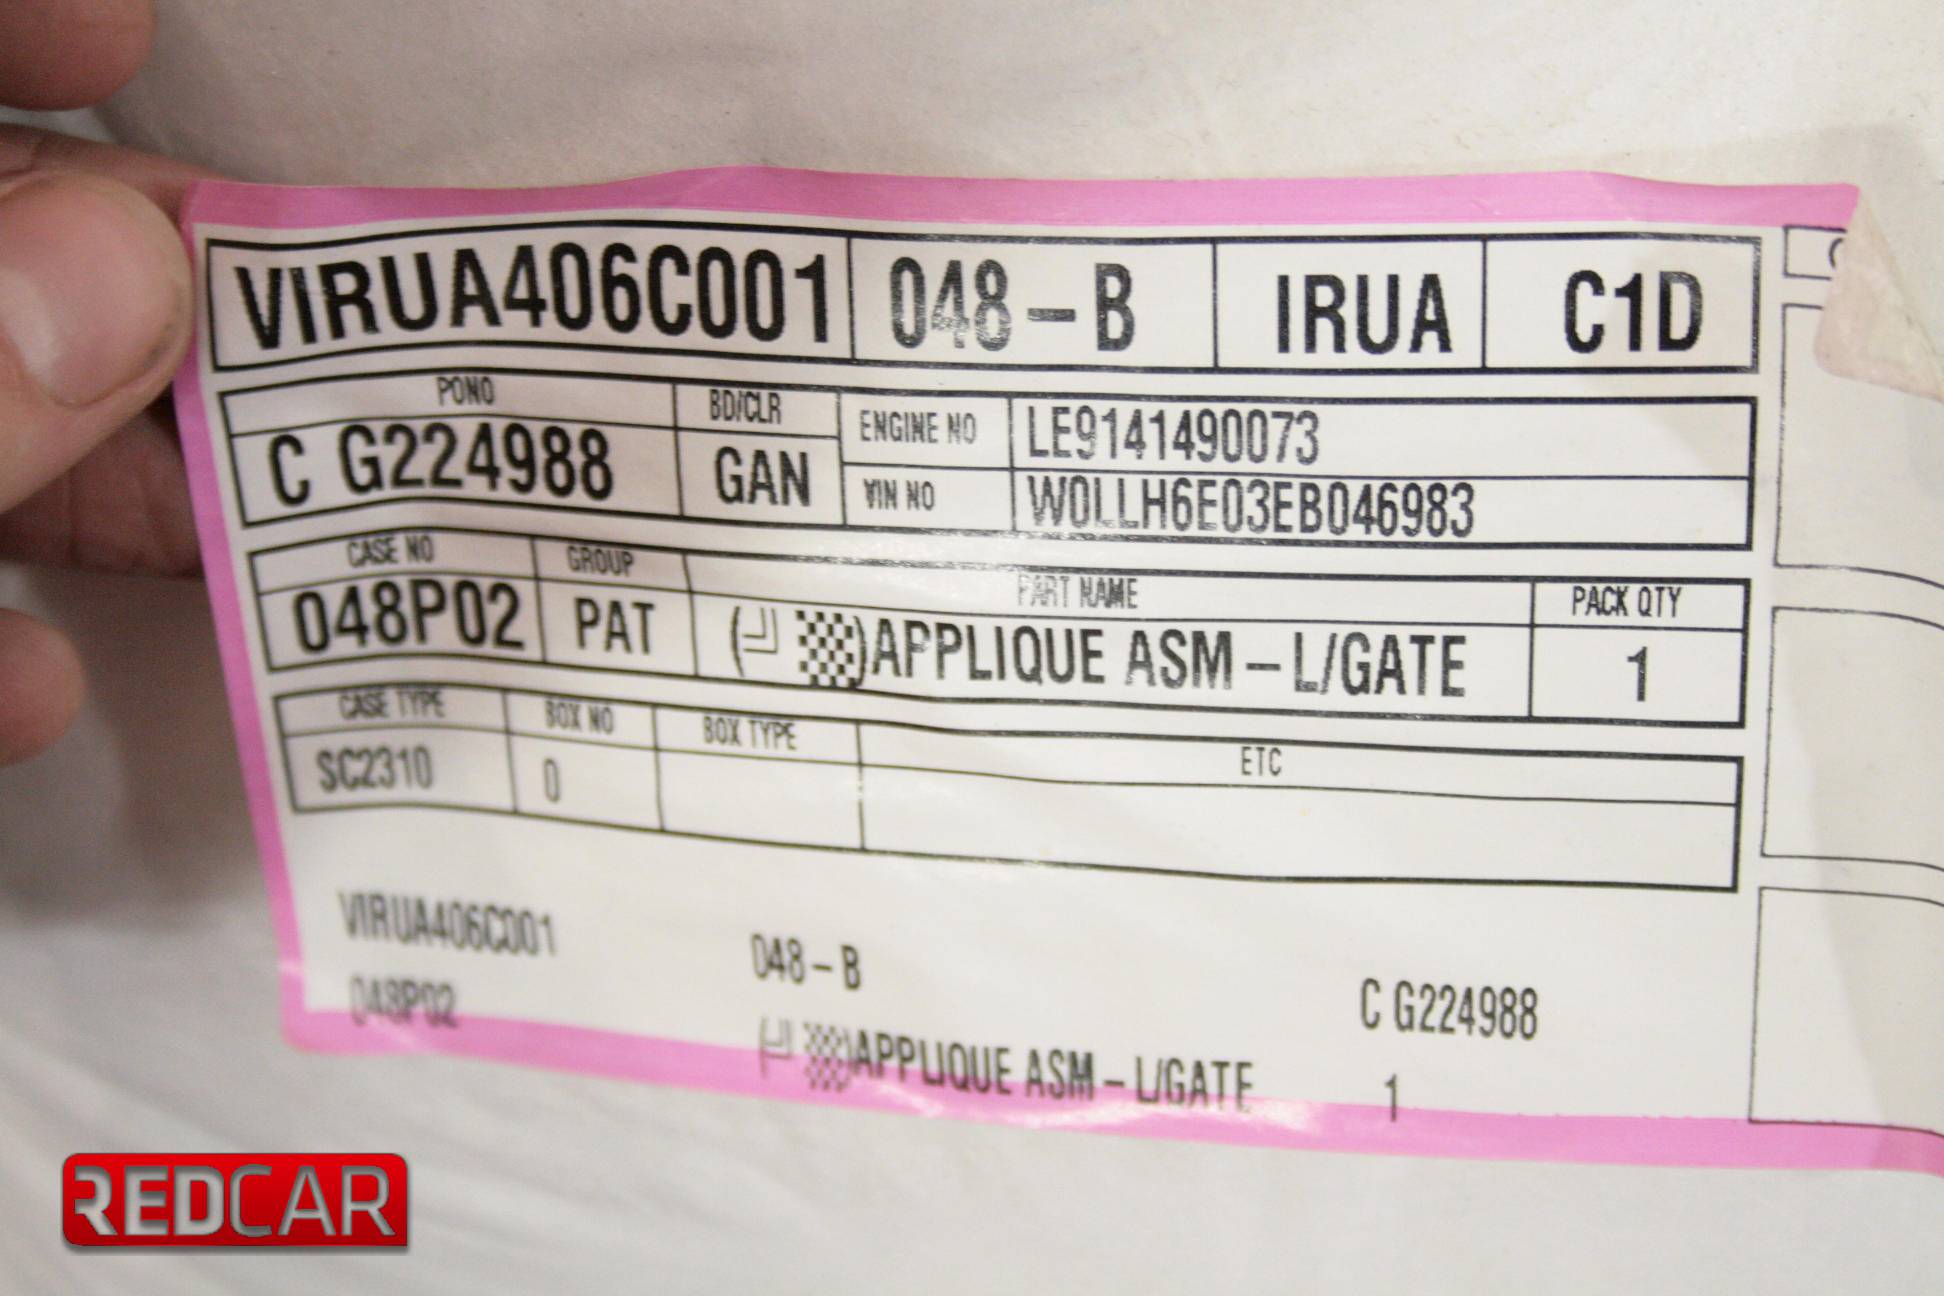 VIRUA406C001 048-B IRUA C1D
PONO BD/CLR
C G224988 GAN
ENGINE NO LE9141490073
VIN NO W0LLH6E03EB046983
CASE NO GROUP PART NAME PACK QTY
048P02 PAT APPLIQUE ASM-L/GATE 1
CASE TYPE BOX NO BOX TYPE ETC
SC2310 0
VIRUA406C001 048-B C G224988
048P02 APPLIQUE ASM-L/GATE 1
REDCAR